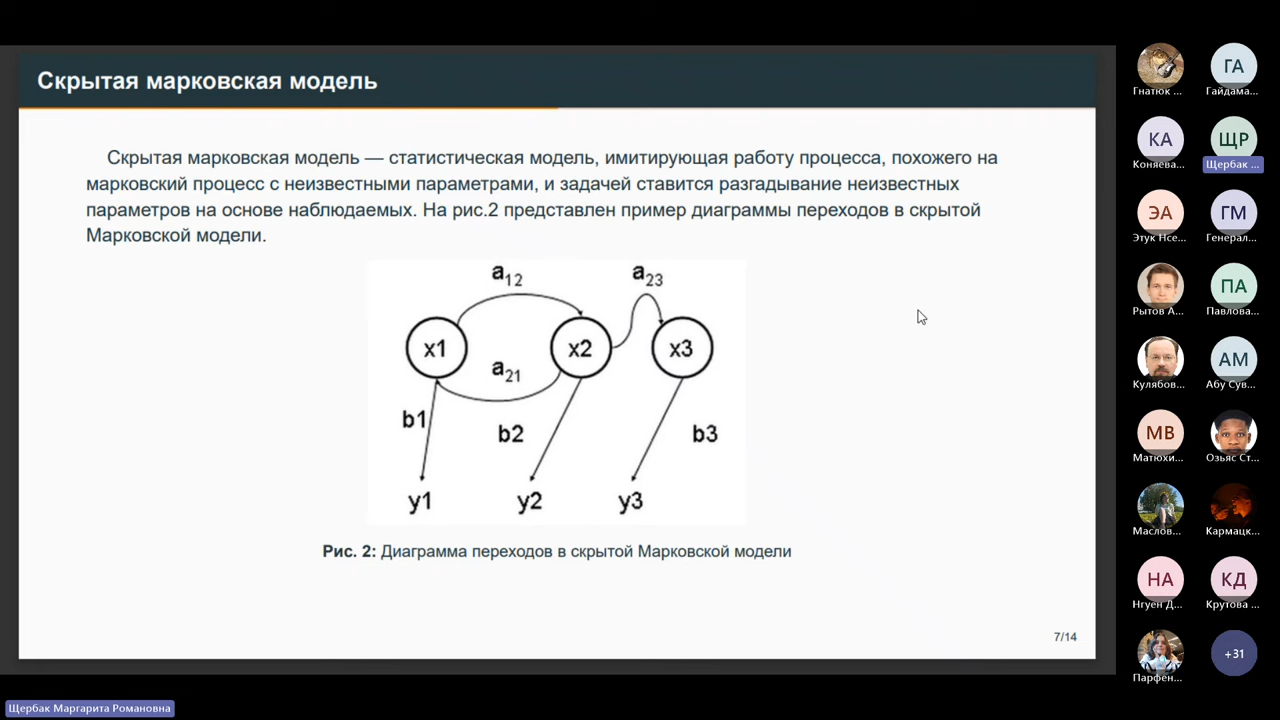 Скрытая марковская модель
Скрытая марковская модель — статистическая модель, имитирующая работу процесса, похожего на
марковский процесс с неизвестными параметрами, и задачей ставится разгадывание неизвестных
параметров на основе наблюдаемых. На рис.2 представлен пример диаграммы переходов в скрытой
Марковской модели.
a12 a23
x1 x2 x3
a21
b1 b2 b3
y1 y2 y3
Рис. 2: Диаграмма переходов в скрытой Марковской модели
7/14
Щербак Маргарита Романовна
ГА
Гнатюк ... Гайдама...
КА ЩР
Коняева... Щербак ...
ЭА ГМ
Этук Нсе... Генерал...
ПА
Рытов А... Павлова...
АМ
Кулябов... Абу Сув...
МВ
Матюхи... Озьяс Ст...
Маслов... Кармацк...
НА КД
Нгуен Д... Крутова ...
+31
Парфен...